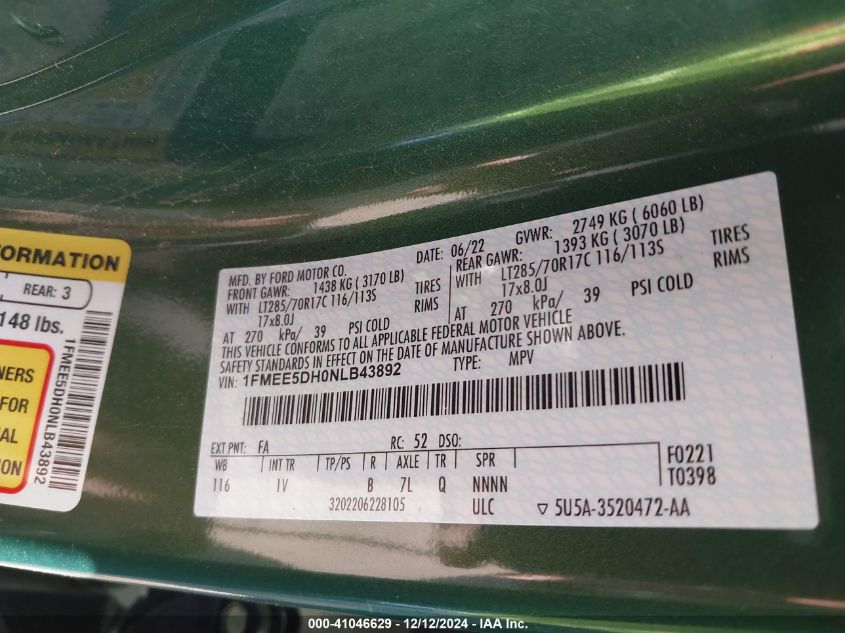 FORMATION
REAR: 3
148 lbs.
NERS
FOR
AL
ION
1FMEE5DH0NLB43892
MFD. BY FORD MOTOR CO.
DATE: 06/22
GVWR: 2749 KG ( 6060 LB)
FRONT GAWR: 1438 KG ( 3170 LB)
WITH LT285/70R17C 116/113S TIRES
17x8.0J RIMS
AT 270 kPa/ 39 PSI COLD
REAR GAWR: 1393 KG ( 3070 LB)
WITH LT285/70R17C 116/113S TIRES
17x8.0J RIMS
AT 270 kPa/ 39 PSI COLD
THIS VEHICLE CONFORMS TO ALL APPLICABLE FEDERAL MOTOR VEHICLE
SAFETY STANDARDS IN EFFECT ON THE DATE OF MANUFACTURE SHOWN ABOVE.
VIN: 1FMEE5DH0NLB43892 TYPE: MPV
EXT PNT: FA RC: 52 DSO:
WB INT TR TP/PS R AXLE TR SPR
116 1V B 7L Q NNNN
F0221
T0398
3202206228105 ULC ▽ 5U5A-3520472-AA
000-41046629 - 12/12/2024 - IAA Inc.